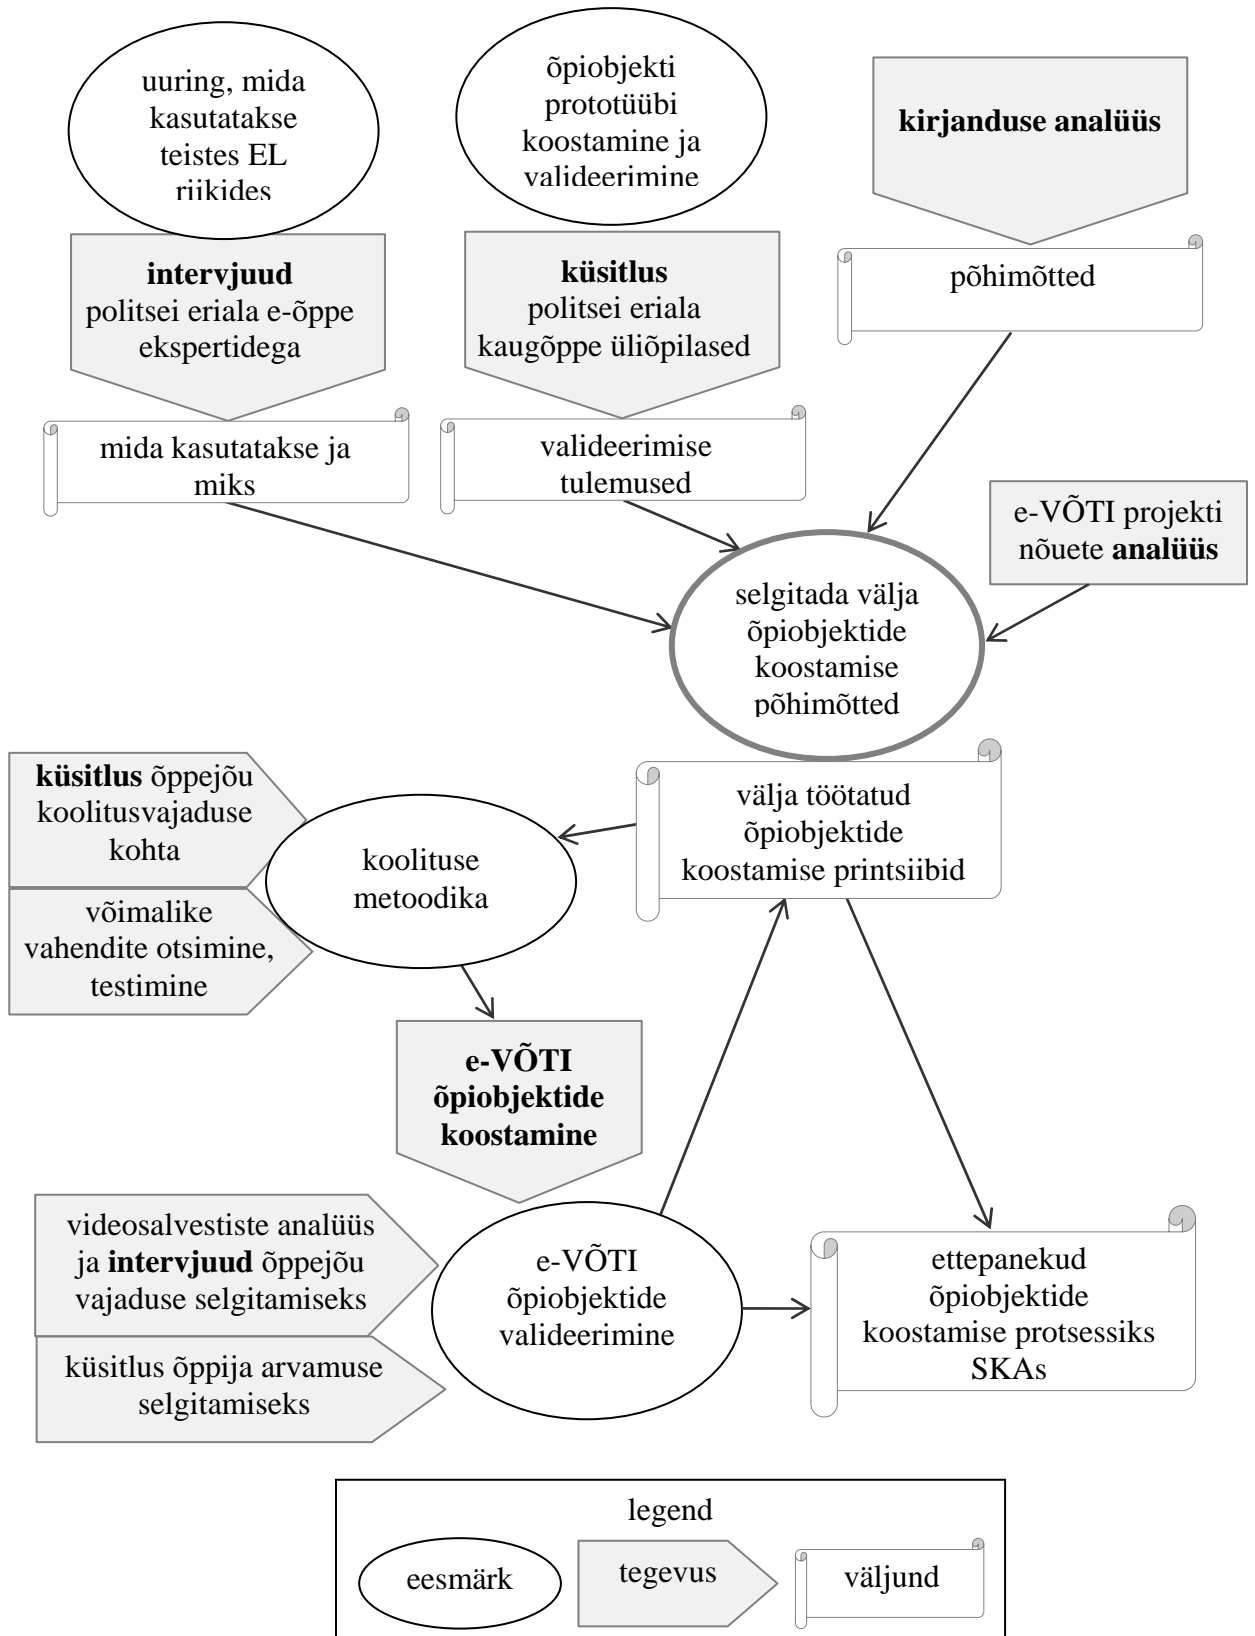 uuring, mida
kasutatakse
teistes EL
riikides
õpiobjekti
prototüübi
koostamine ja
valideerimine
kirjanduse analüüs
intervjuud
politsei eriala e-õppe
ekspertidega
küsitlus
politsei eriala
kaugõppe üliõpilased
põhimõtted
mida kasutatakse ja
miks
valideerimise
tulemused
e-VÕTI projekti
nõuete analüüs
selgitada välja
õpiobjektide
koostamise
põhimõtted
küsitlus õppejõu
koolitusvajaduse
kohta
võimalike
vahendite otsimine,
testimine
koolituse
metoodika
välja töötatud
õpiobjektide
koostamise printsiibid
e-VÕTI
õpiobjektide
koostamine
videosalvestiste analüüs
ja intervjuud õppejõu
vajaduse selgitamiseks
küsitlus õppija arvamuse
selgitamiseks
e-VÕTI
õpiobjektide
valideerimine
ettepanekud
õpiobjektide
koostamise protsessiks
SKAs
legend
eesmärk
tegevus
väljund